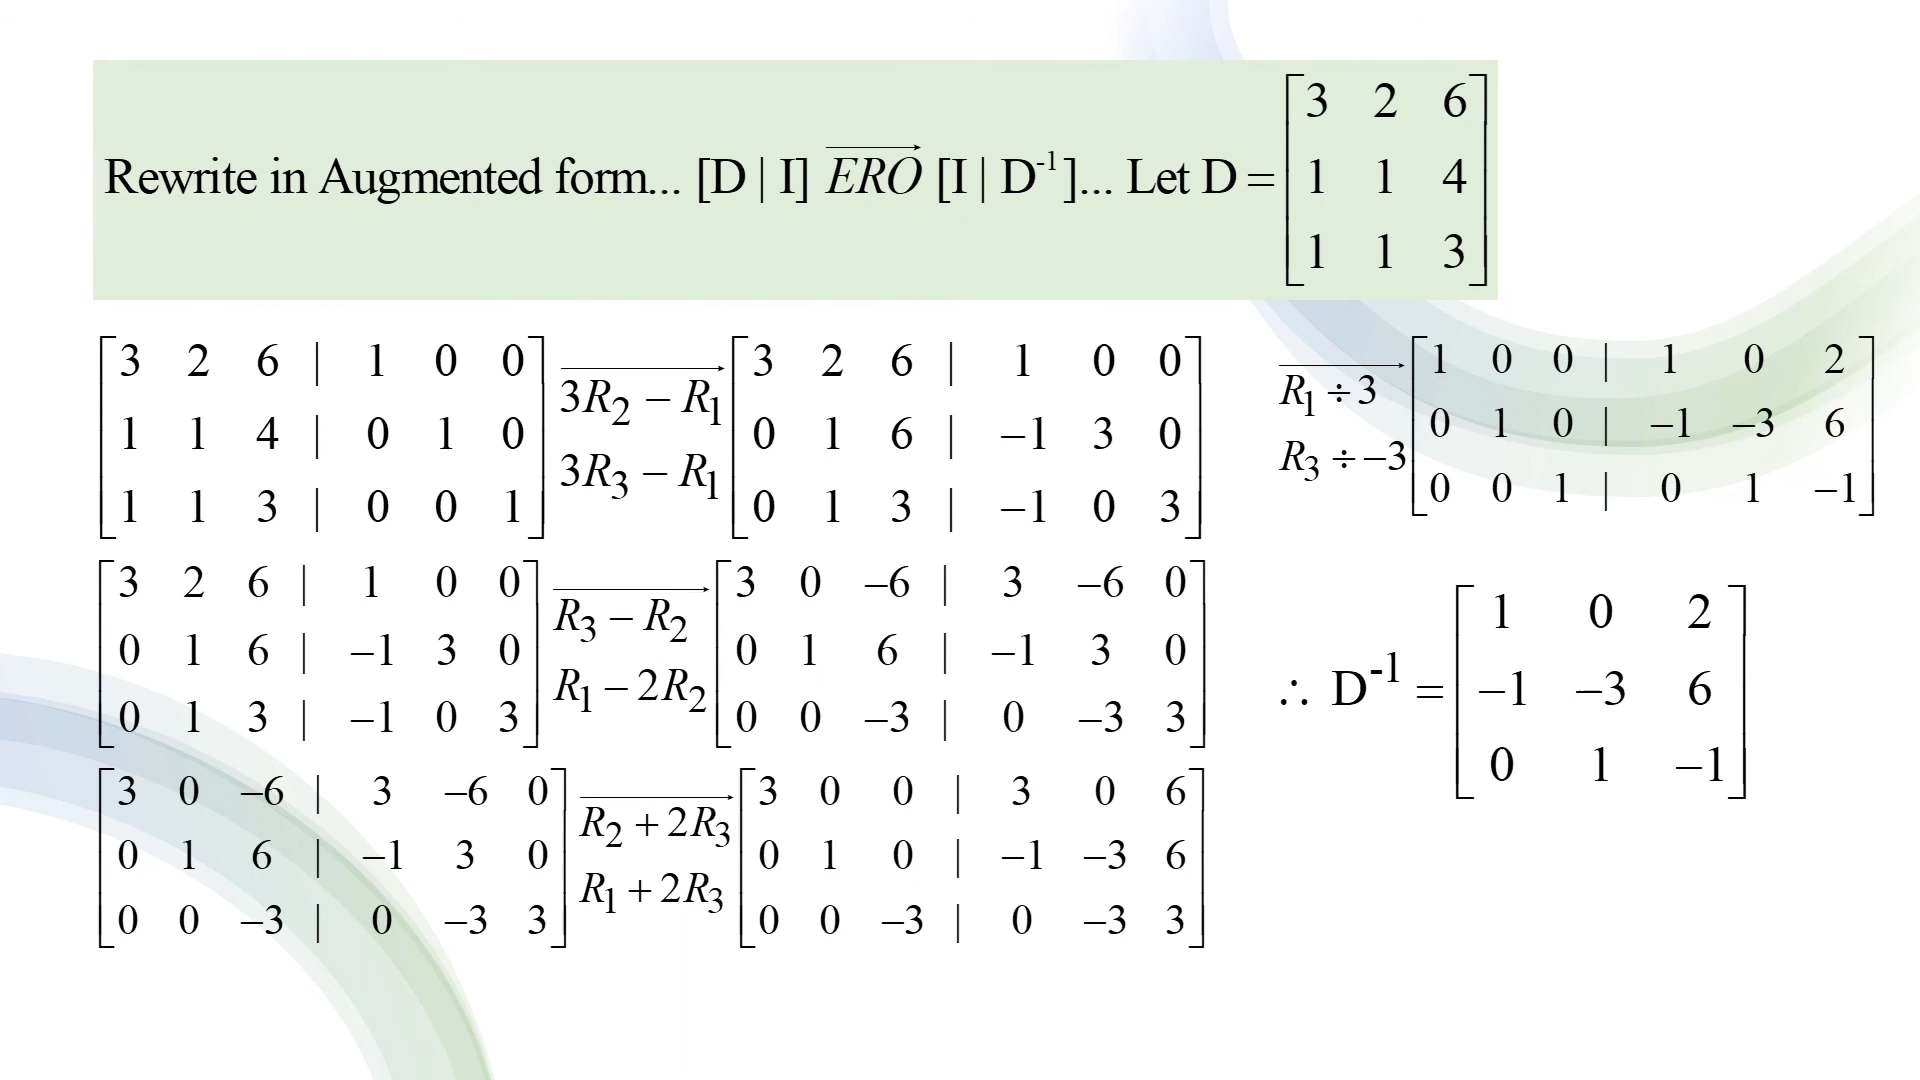 Rewrite in Augmented form... [D | I] ERO [I | D⁻¹]... Let D = [3 2 6
1 1 4
1 1 3]
[3 2 6 | 1 0 0
1 1 4 | 0 1 0
1 1 3 | 0 0 1]
3R₂ − R₁
3R₃ − R₁
[3 2 6 | 1 0 0
0 1 6 | −1 3 0
0 1 3 | −1 0 3]
[3 2 6 | 1 0 0
0 1 6 | −1 3 0
0 1 3 | −1 0 3]
R₃ − R₂
R₁ − 2R₂
[3 0 −6 | 3 −6 0
0 1 6 | −1 3 0
0 0 −3 | 0 −3 3]
[3 0 −6 | 3 −6 0
0 1 6 | −1 3 0
0 0 −3 | 0 −3 3]
R₂ + 2R₃
R₁ + 2R₃
[3 0 0 | 3 0 6
0 1 0 | −1 −3 6
0 0 −3 | 0 −3 3]
R₁ ÷ 3
R₃ ÷ −3
[1 0 0 | 1 0 2
0 1 0 | −1 −3 6
0 0 1 | 0 1 −1]
∴ D⁻¹ = [1 0 2
−1 −3 6
0 1 −1]